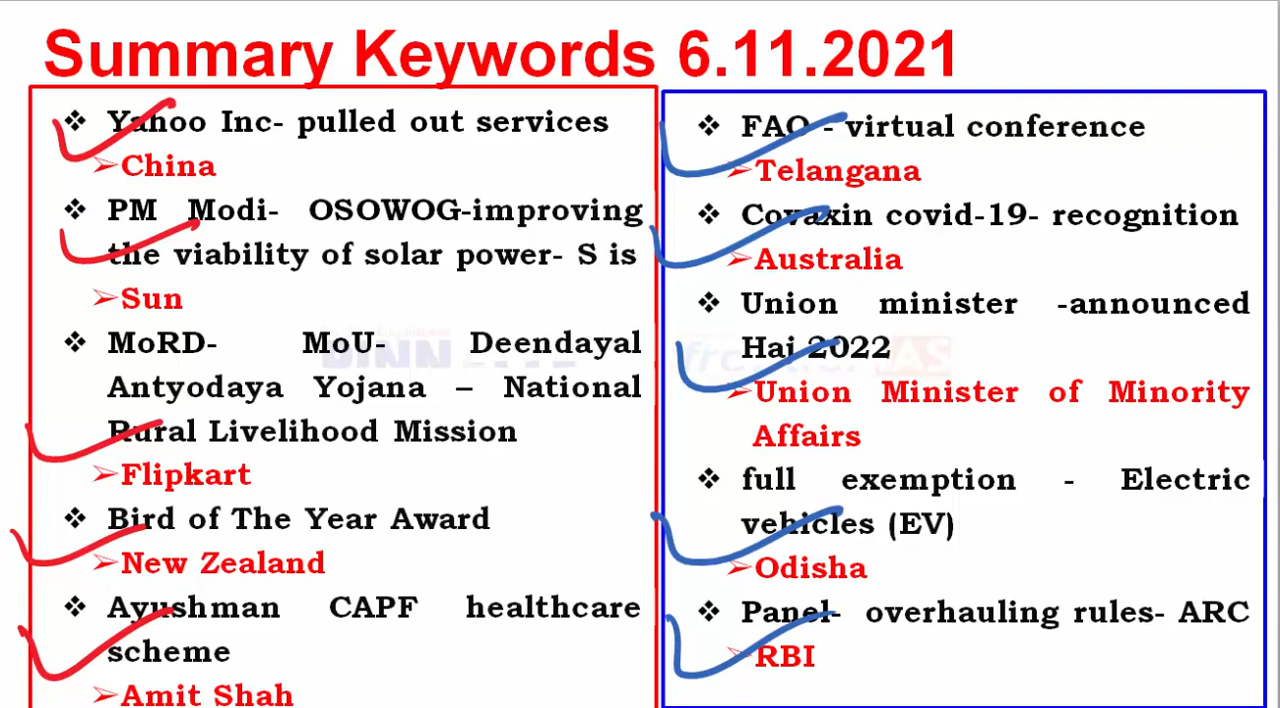 Summary Keywords 6.11.2021
❖ Yahoo Inc- pulled out services
➢China
❖ PM Modi- OSOWOG-improving
the viability of solar power- S is
➢Sun
❖ MoRD- MoU- Deendayal
Antyodaya Yojana – National
Rural Livelihood Mission
➢Flipkart
❖ Bird of The Year Award
➢New Zealand
❖ Ayushman CAPF healthcare
scheme
➢Amit Shah
❖ FAO - virtual conference
➢Telangana
❖ Covaxin covid-19- recognition
➢Australia
❖ Union minister -announced
Haj 2022
➢Union Minister of Minority
Affairs
❖ full exemption - Electric
vehicles (EV)
➢Odisha
❖ Panel- overhauling rules- ARC
➢RBI